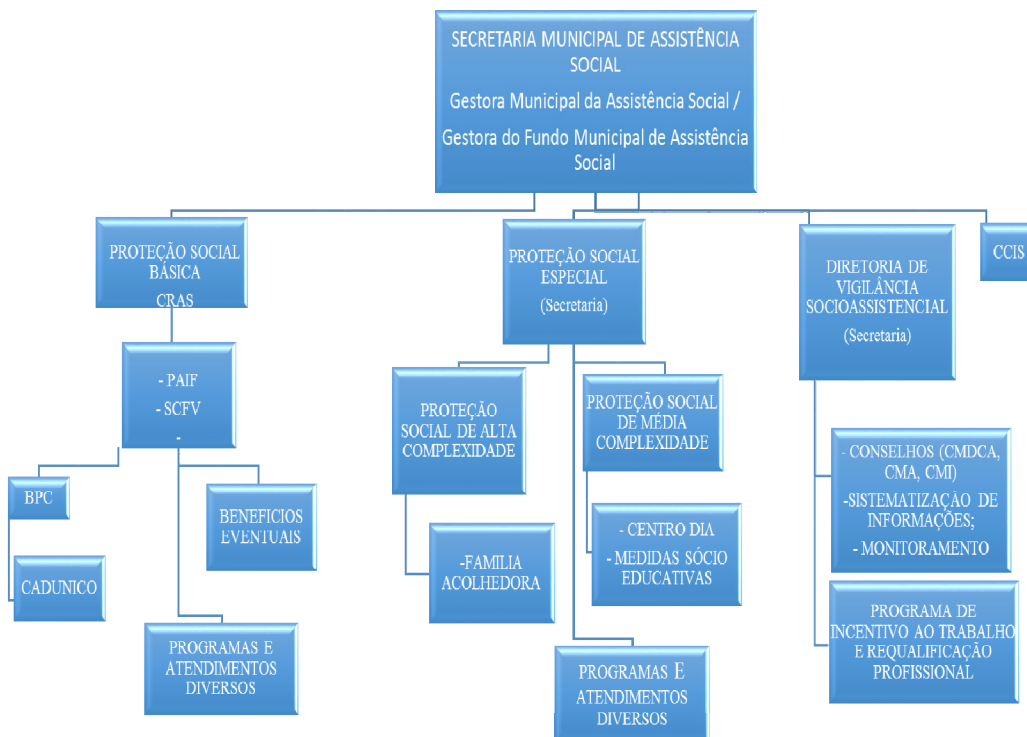 SECRETARIA MUNICIPAL DE ASSISTÊNCIA
SOCIAL
Gestora Municipal da Assistência Social /
Gestora do Fundo Municipal de Assistência
Social
PROTEÇÃO SOCIAL
BÁSICA
CRAS
PROTEÇÃO SOCIAL
ESPECIAL
(Secretaria)
DIRETORIA DE
VIGILÂNCIA
SOCIOASSISTENCIAL
(Secretaria)
CCIS
- PAIF
- SCFV
-
PROTEÇÃO
SOCIAL DE ALTA
COMPLEXIDADE
PROTEÇÃO SOCIAL
DE MÉDIA
COMPLEXIDADE
- CONSELHOS (CMDCA,
CMA, CMI)
-SISTEMATIZAÇÃO DE
INFORMAÇÕES;
- MONITORAMENTO
BPC
BENEFICIOS
EVENTUAIS
-FAMILIA
ACOLHEDORA
- CENTRO DIA
- MEDIDAS SÓCIO
EDUCATIVAS
CADUNICO
PROGRAMAS E
ATENDIMENTOS
DIVERSOS
PROGRAMAS E
ATENDIMENTOS
DIVERSOS
PROGRAMA DE
INCENTIVO AO TRABALHO
E REQUALIFICAÇÃO
PROFISSIONAL